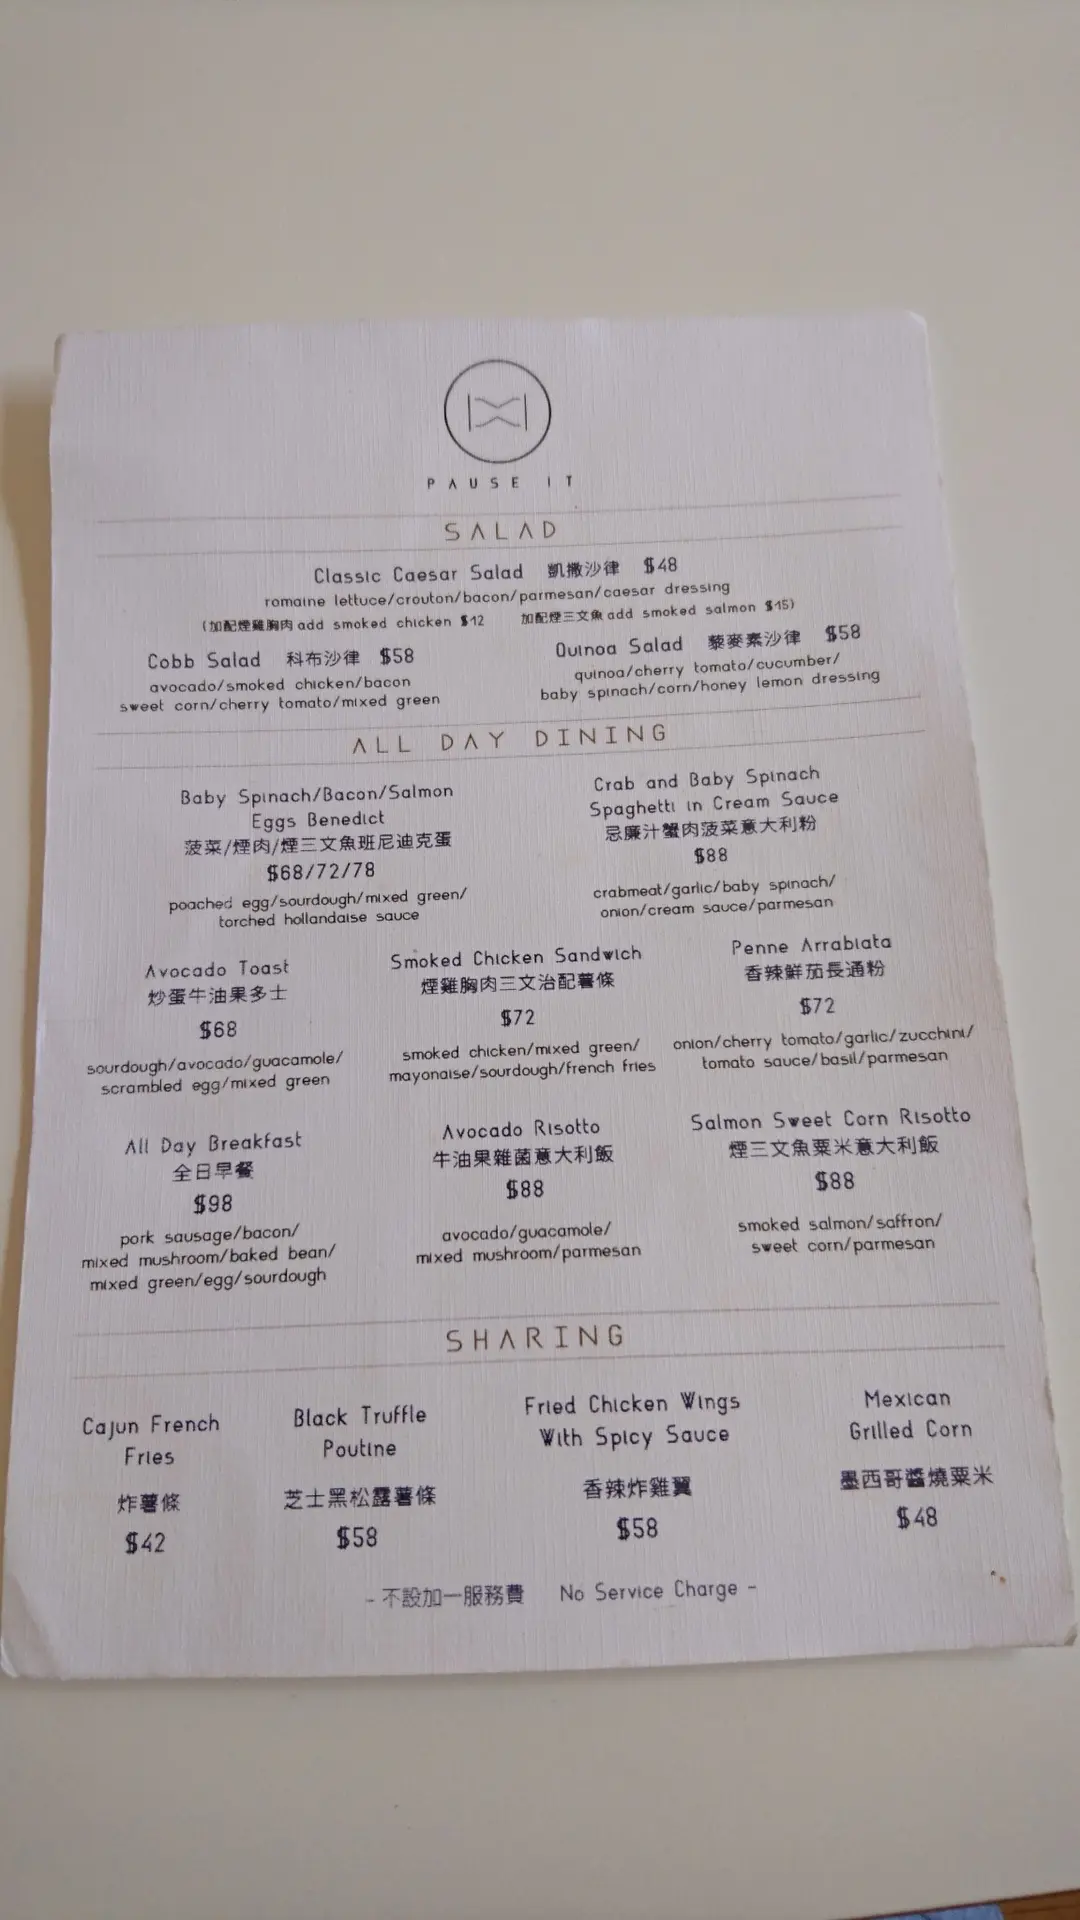 PAUSE IT
SALAD
Classic Caesar Salad 凱撒沙律 $48
romaine lettuce/crouton/bacon/parmesan/caesar dressing
(加配煙雞胸肉 add smoked chicken $12 加配煙三文魚 add smoked salmon $15)
Cobb Salad 科布沙律 $58
avocado/smoked chicken/bacon
sweet corn/cherry tomato/mixed green
Quinoa Salad 藜麥素沙律 $58
quinoa/cherry tomato/cucumber/
baby spinach/corn/honey lemon dressing
ALL DAY DINING
Baby Spinach/Bacon/Salmon
Eggs Benedict
菠菜/煙肉/煙三文魚班尼迪克蛋
$68/72/78
poached egg/sourdough/mixed green/
torched hollandaise sauce
Crab and Baby Spinach
Spaghetti in Cream Sauce
忌廉汁蟹肉菠菜意大利粉
$88
crabmeat/garlic/baby spinach/
onion/cream sauce/parmesan
Avocado Toast
炒蛋牛油果多士
$68
sourdough/avocado/guacamole/
scrambled egg/mixed green
Smoked Chicken Sandwich
煙雞胸肉三文治配薯條
$72
smoked chicken/mixed green/
mayonaise/sourdough/french fries
Penne Arrabiata
香辣鮮茄長通粉
$72
onion/cherry tomato/garlic/zucchini/
tomato sauce/basil/parmesan
All Day Breakfast
全日早餐
$98
pork sausage/bacon/
mixed mushroom/baked bean/
mixed green/egg/sourdough
Avocado Risotto
牛油果雜菌意大利飯
$88
avocado/guacamole/
mixed mushroom/parmesan
Salmon Sweet Corn Risotto
煙三文魚粟米意大利飯
$88
smoked salmon/saffron/
sweet corn/parmesan
SHARING
Cajun French
Fries
炸薯條
$42
Black Truffle
Poutine
芝士黑松露薯條
$58
Fried Chicken Wings
With Spicy Sauce
香辣炸雞翼
$58
Mexican
Grilled Corn
墨西哥醬燒粟米
$48
- 不設加一服務費 No Service Charge -